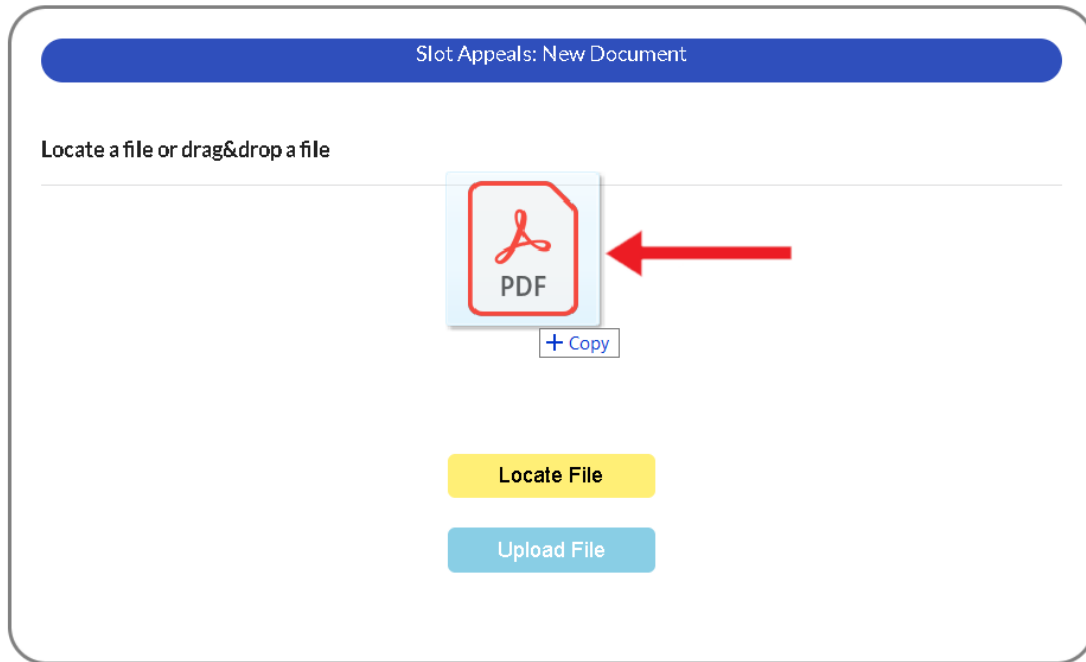 Slot Appeals: New Document
Locate a file or drag&drop a file
PDF
+ Copy
Locate File
Upload File